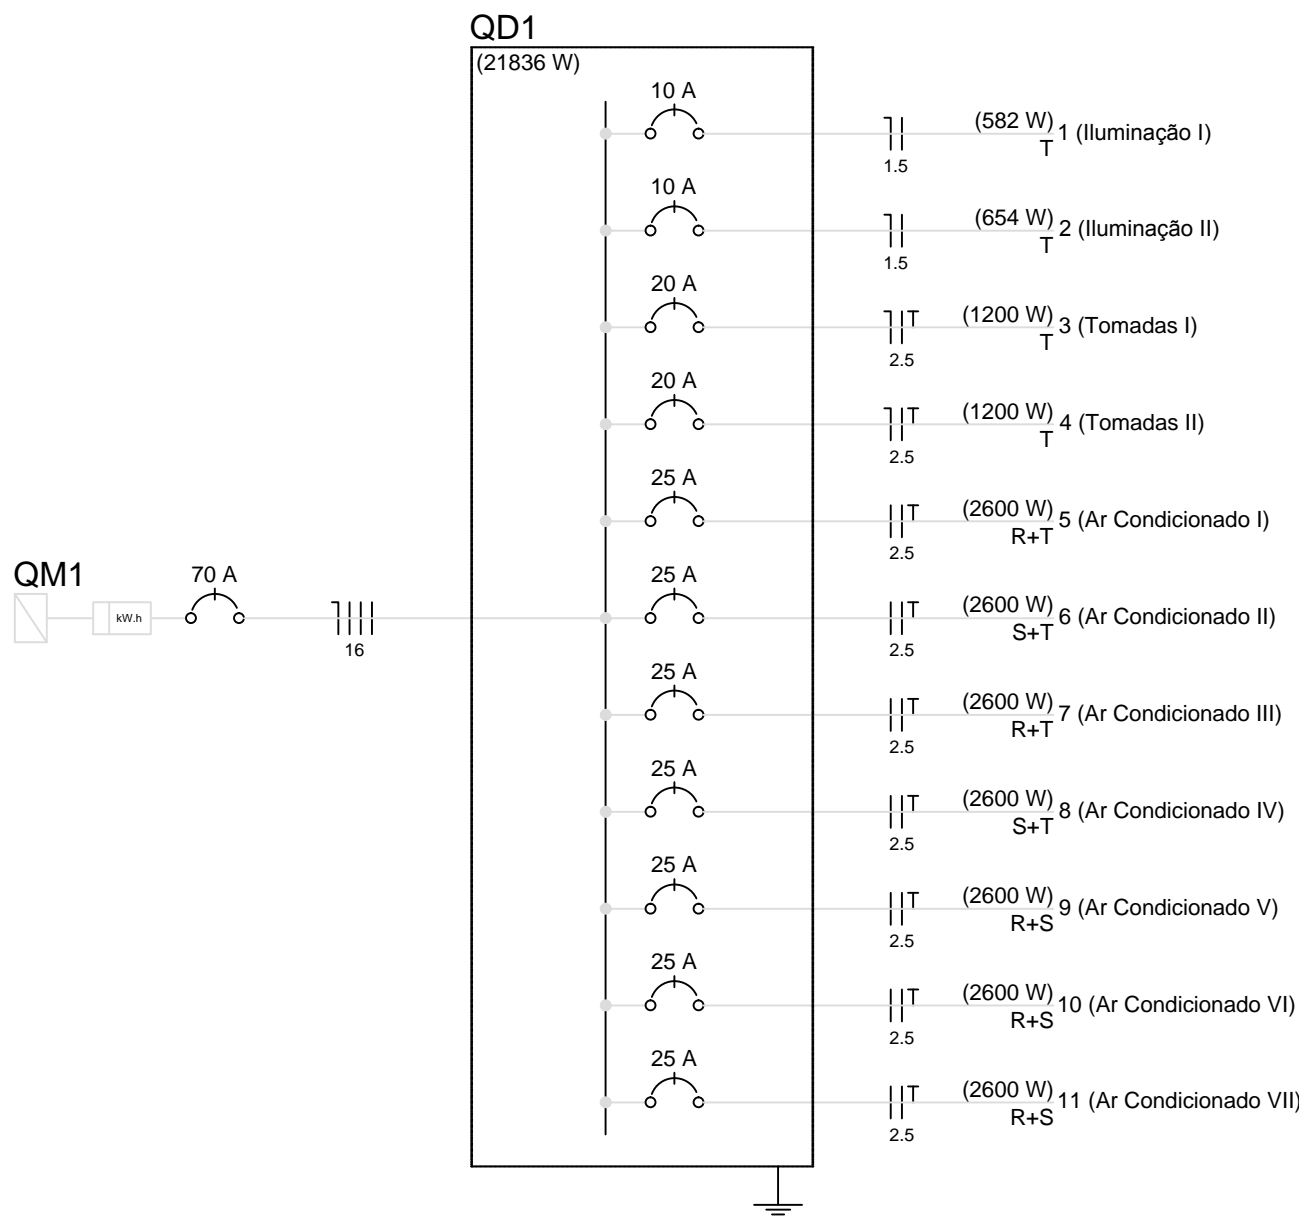 QD1
(21836 W)
10 A
(582 W)
T
1 (Iluminação I)
1.5
10 A
(654 W)
T
2 (Iluminação II)
1.5
20 A
T
(1200 W)
T
3 (Tomadas I)
2.5
20 A
T
(1200 W)
T
4 (Tomadas II)
2.5
25 A
T
(2600 W)
R+T
5 (Ar Condicionado I)
2.5
QM1
kW.h
70 A
16
25 A
T
(2600 W)
S+T
6 (Ar Condicionado II)
2.5
25 A
T
(2600 W)
R+T
7 (Ar Condicionado III)
2.5
25 A
T
(2600 W)
S+T
8 (Ar Condicionado IV)
2.5
25 A
T
(2600 W)
R+S
9 (Ar Condicionado V)
2.5
25 A
T
(2600 W)
R+S
10 (Ar Condicionado VI)
2.5
25 A
T
(2600 W)
R+S
11 (Ar Condicionado VII)
2.5